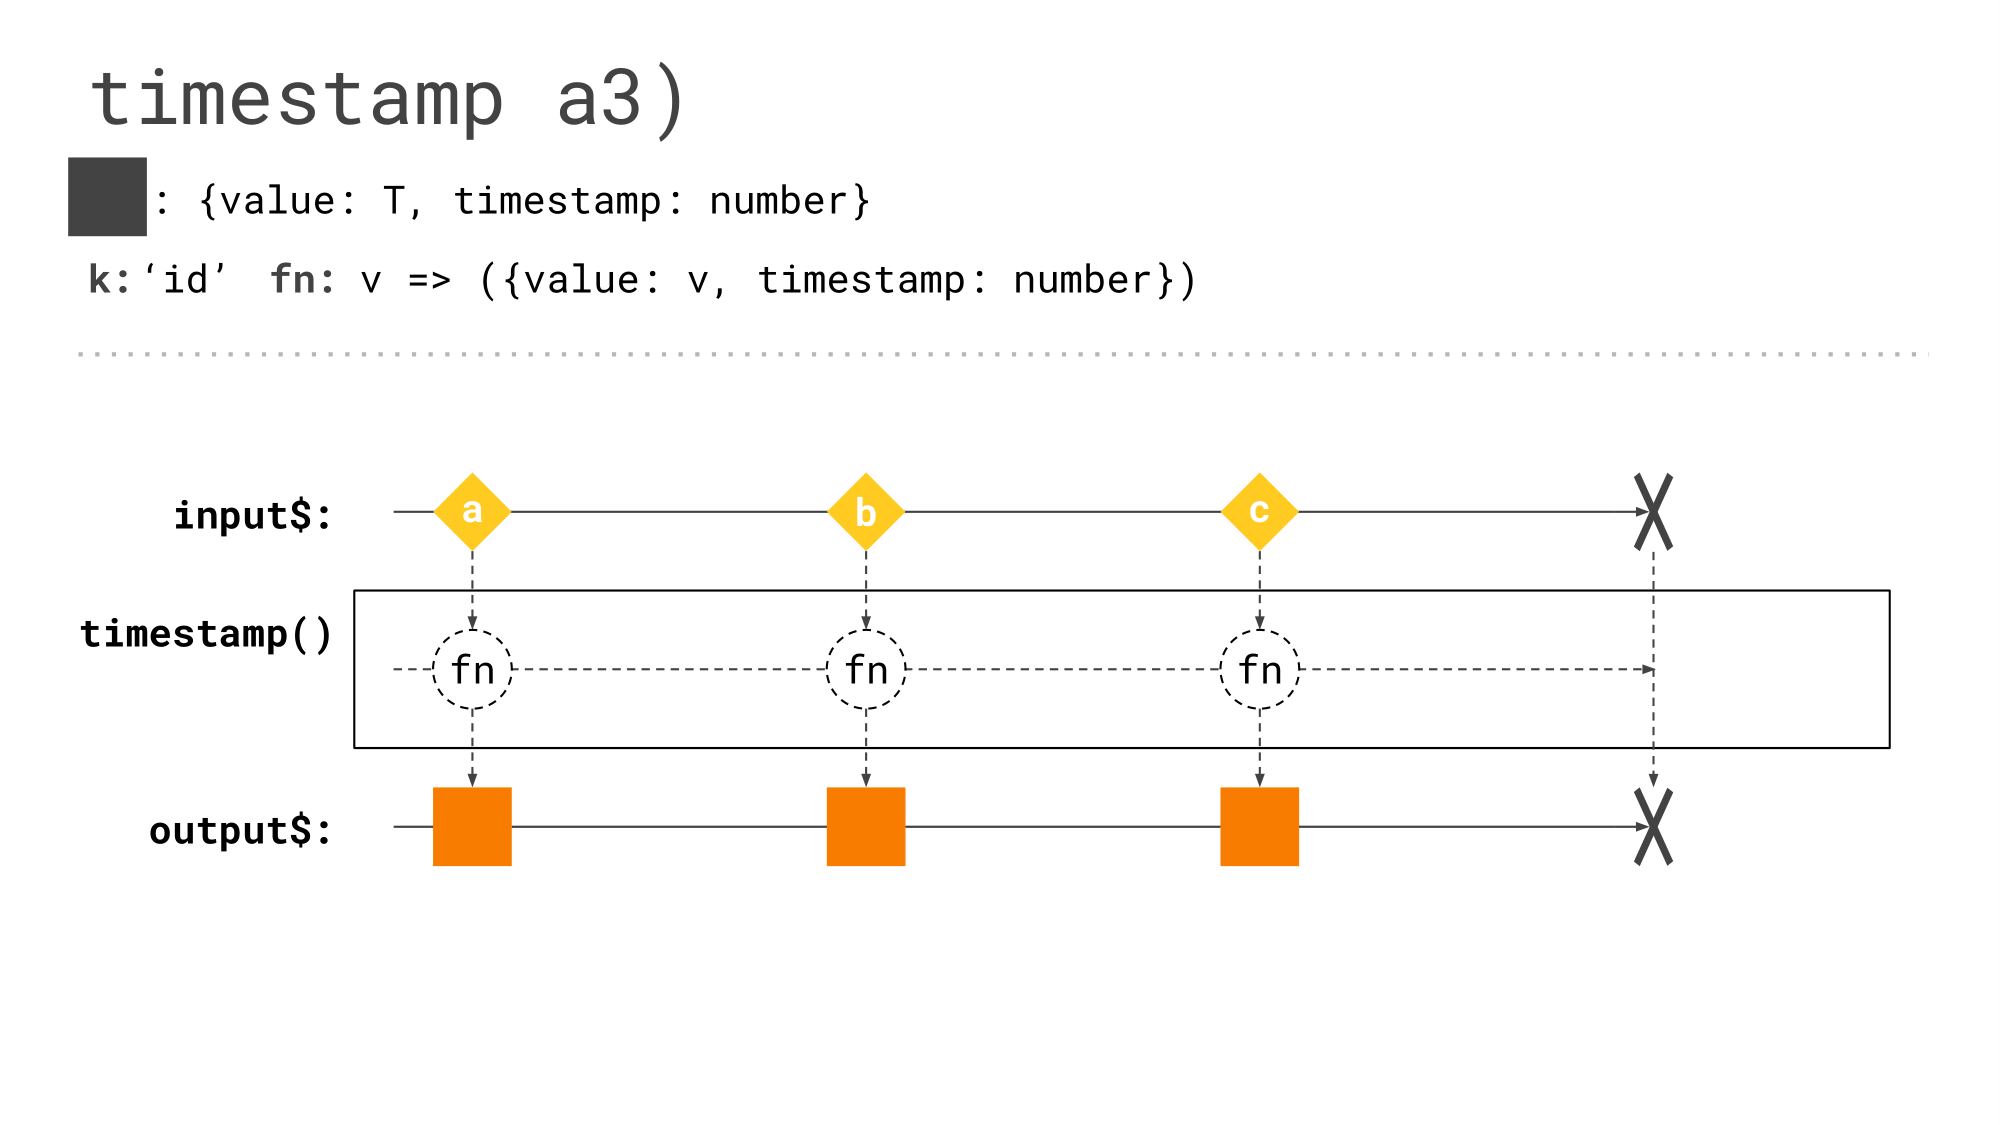 timestamp a3)
: {value: T, timestamp: number}
k: ‘id’ fn: v => ({value: v, timestamp: number})
input$: a b c
timestamp()
fn fn fn
output$: